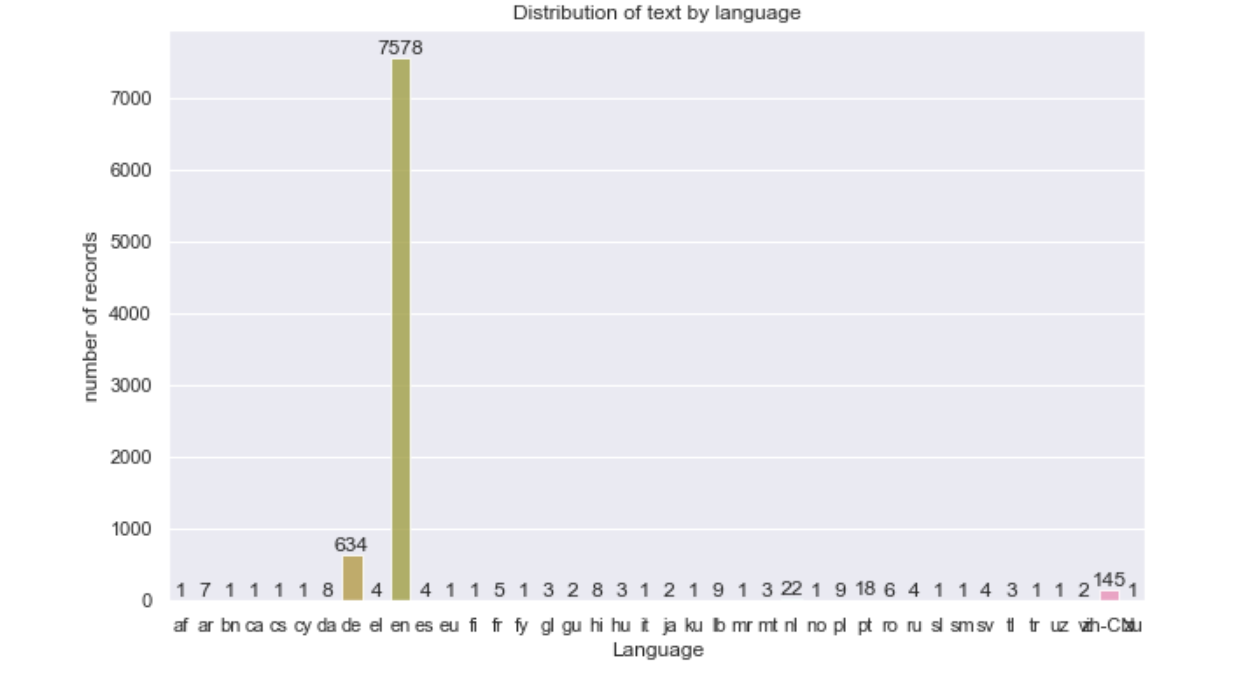 Distribution of text by language
7578
7000
6000
5000
4000
3000
2000
1000
0
number of records
634
145
1 7 1 1 1 1 8 4 4 1 1 5 1 3 2 8 3 1 2 1 9 1 3 22 1 9 18 6 4 1 1 4 3 1 1 2 1
af ar bn ca cs cy da de el en es eu fi fr fy gl gu hi hu it ja ku lb mr mt nl no pl pt ro ru sl sm sv tl tr uz vi zh-CN zu
Language